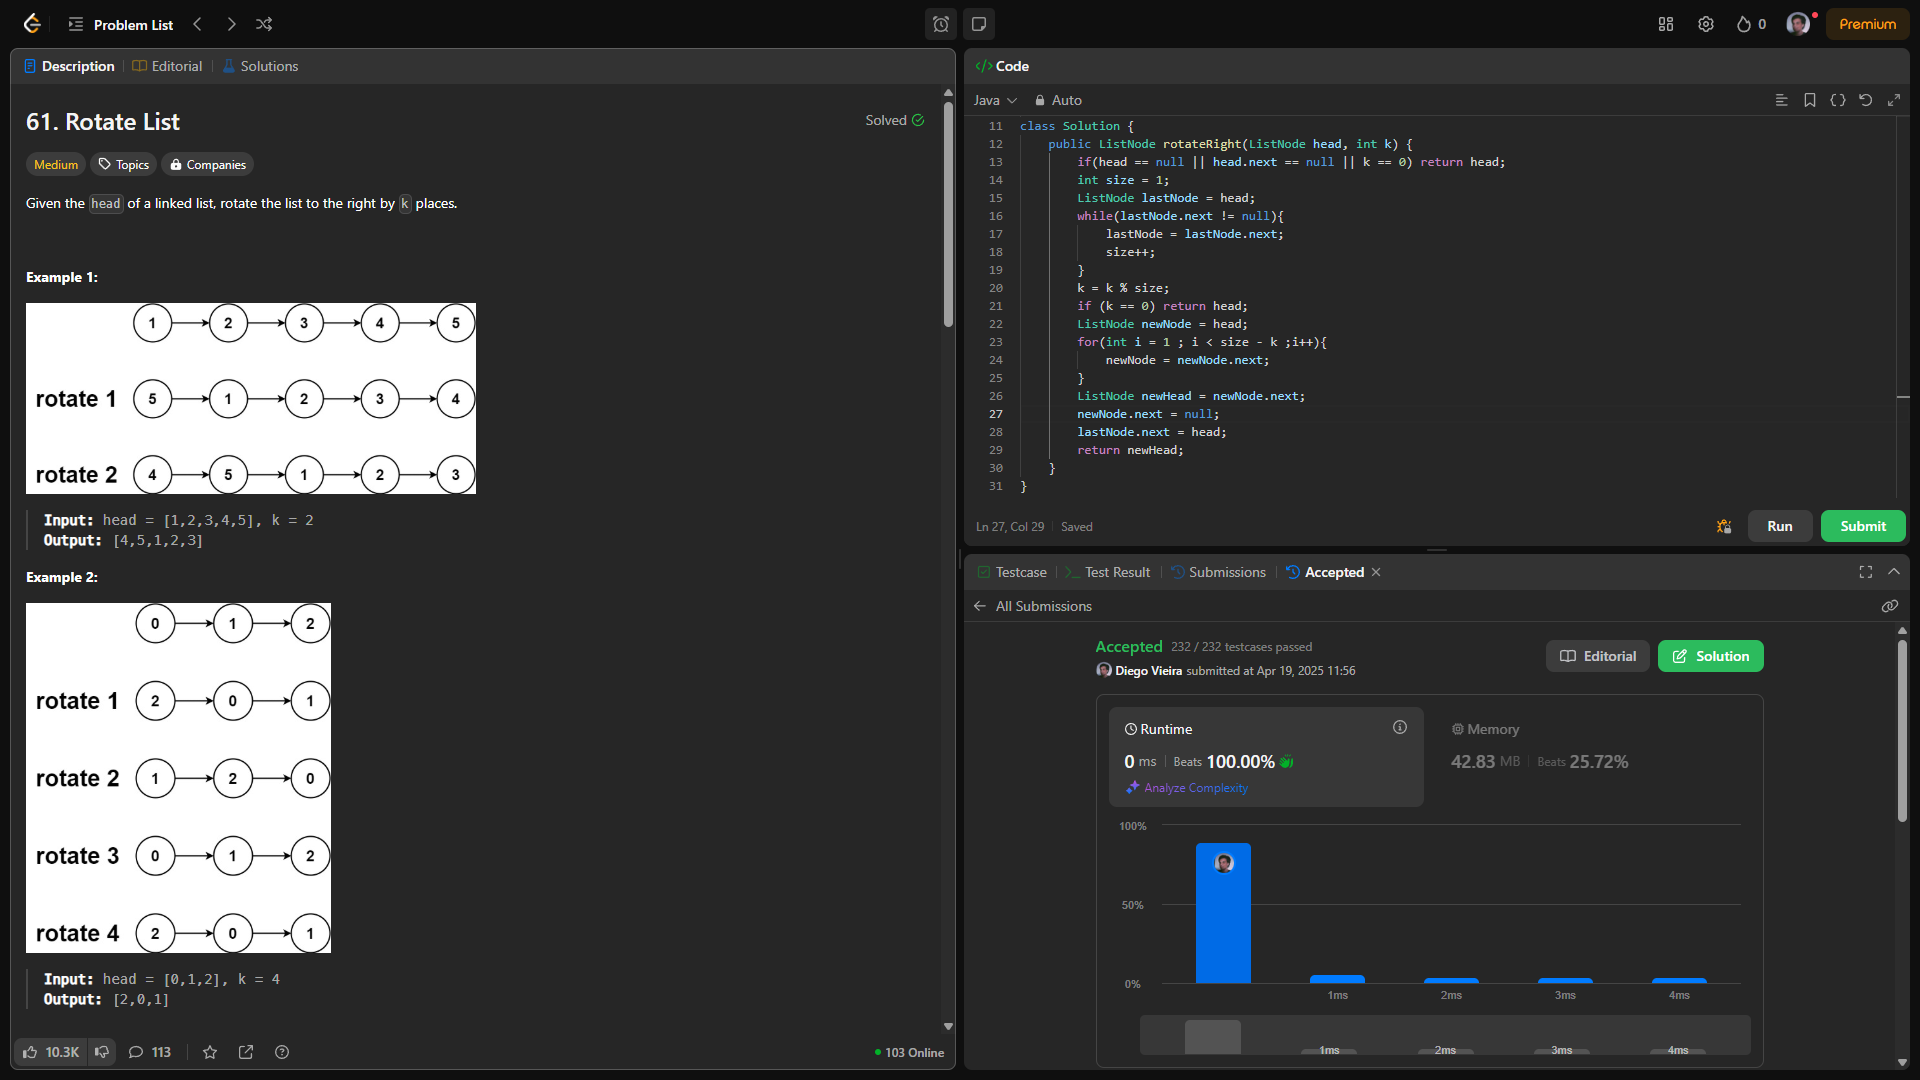 Problem List
0
Premium
Description
Editorial
Solutions
61. Rotate List
Solved
Medium
Topics
Companies
Given the head of a linked list, rotate the list to the right by k places.
Example 1:
1 2 3 4 5
rotate 1 5 1 2 3 4
rotate 2 4 5 1 2 3
Input: head = [1,2,3,4,5], k = 2
Output: [4,5,1,2,3]
Example 2:
0 1 2
rotate 1 2 0 1
rotate 2 1 2 0
rotate 3 0 1 2
rotate 4 2 0 1
Input: head = [0,1,2], k = 4
Output: [2,0,1]
10.3K
113
103 Online
</> Code
Java
Auto
11 class Solution {
12 public ListNode rotateRight(ListNode head, int k) {
13 if(head == null || head.next == null || k == 0) return head;
14 int size = 1;
15 ListNode lastNode = head;
16 while(lastNode.next != null){
17 lastNode = lastNode.next;
18 size++;
19 }
20 k = k % size;
21 if (k == 0) return head;
22 ListNode newNode = head;
23 for(int i = 1 ; i < size - k ;i++){
24 newNode = newNode.next;
25 }
26 ListNode newHead = newNode.next;
27 newNode.next = null;
28 lastNode.next = head;
29 return newHead;
30 }
31 }
Ln 27, Col 29
Saved
Run
Submit
Testcase
Test Result
Submissions
Accepted
All Submissions
Accepted 232 / 232 testcases passed
Diego Vieira submitted at Apr 19, 2025 11:56
Editorial
Solution
Runtime
0 ms Beats 100.00%
Analyze Complexity
Memory
42.83 MB Beats 25.72%
100%
50%
0%
1ms 2ms 3ms 4ms
1ms 2ms 3ms 4ms